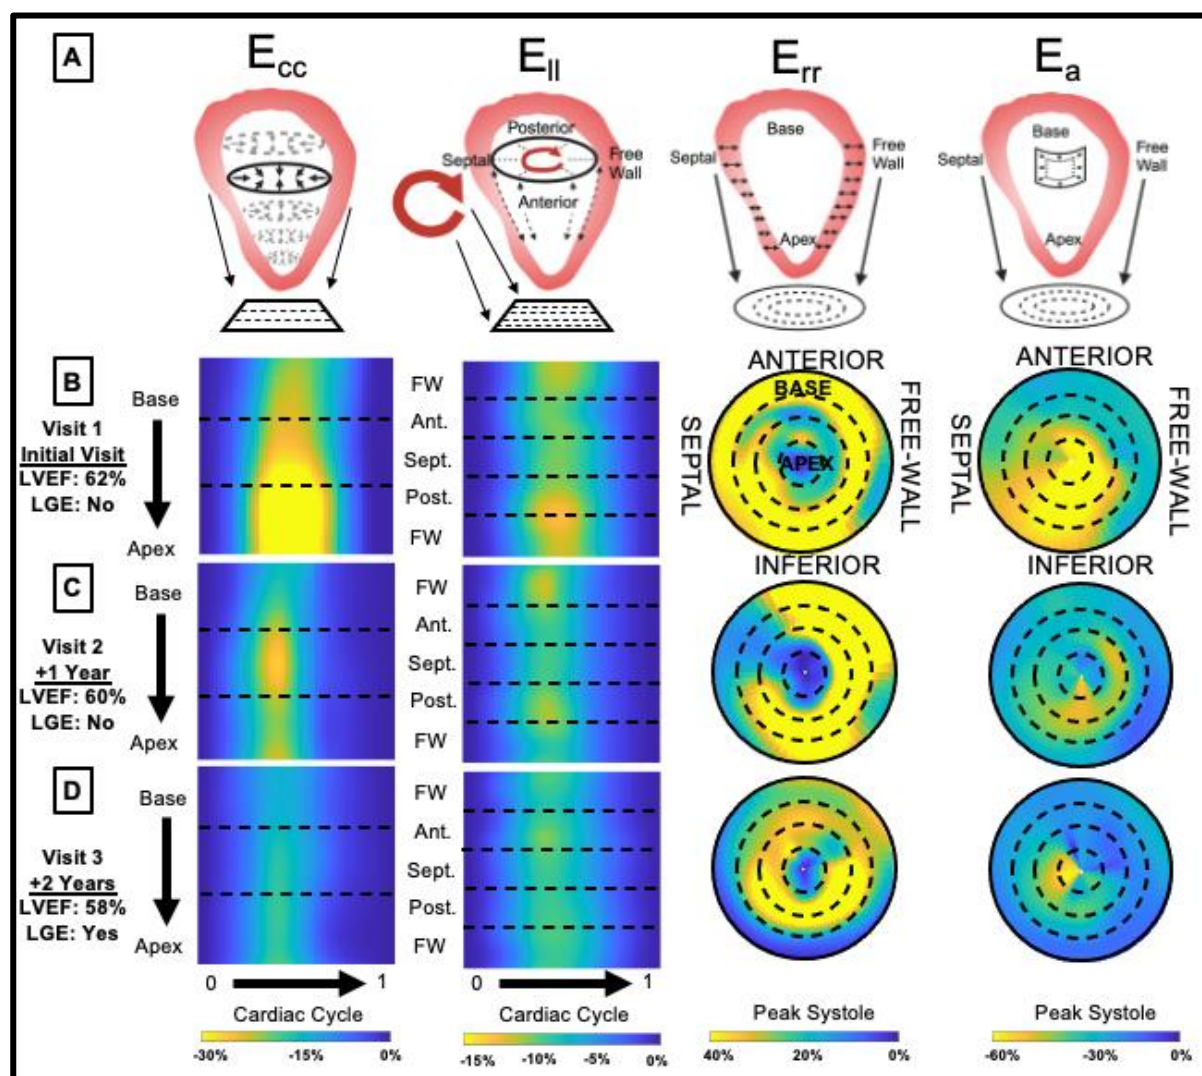 A
Ecc
Ell
Err
Ea
Posterior
Septal
Free
Wall
Anterior
Base
Septal
Free
Wall
Apex
Base
Septal
Free
Wall
Apex
B
Visit 1
Initial Visit
LVEF: 62%
LGE: No
Base
Apex
FW
Ant.
Sept.
Post.
FW
ANTERIOR
BASE
SEPTAL
APEX
FREE-WALL
INFERIOR
ANTERIOR
SEPTAL
FREE-WALL
INFERIOR
C
Visit 2
+1 Year
LVEF: 60%
LGE: No
Base
Apex
FW
Ant.
Sept.
Post.
FW
D
Visit 3
+2 Years
LVEF: 58%
LGE: Yes
Base
Apex
FW
Ant.
Sept.
Post.
FW
0 1
Cardiac Cycle
-30% -15% 0%
0 1
Cardiac Cycle
-15% -10% -5% 0%
Peak Systole
40% 20% 0%
Peak Systole
-60% -30% 0%